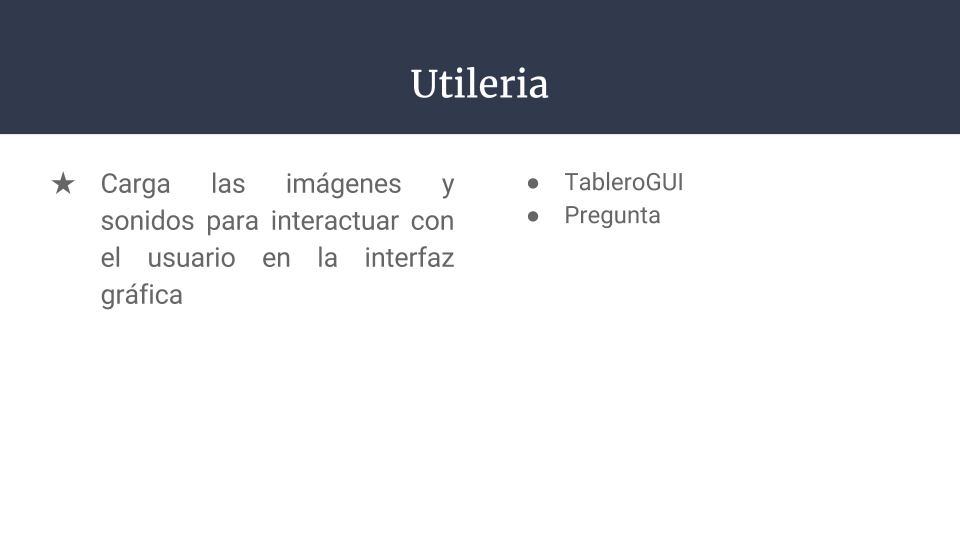 Utileria
★ Carga las imágenes y
sonidos para interactuar con
el usuario en la interfaz
gráfica
● TableroGUI
● Pregunta